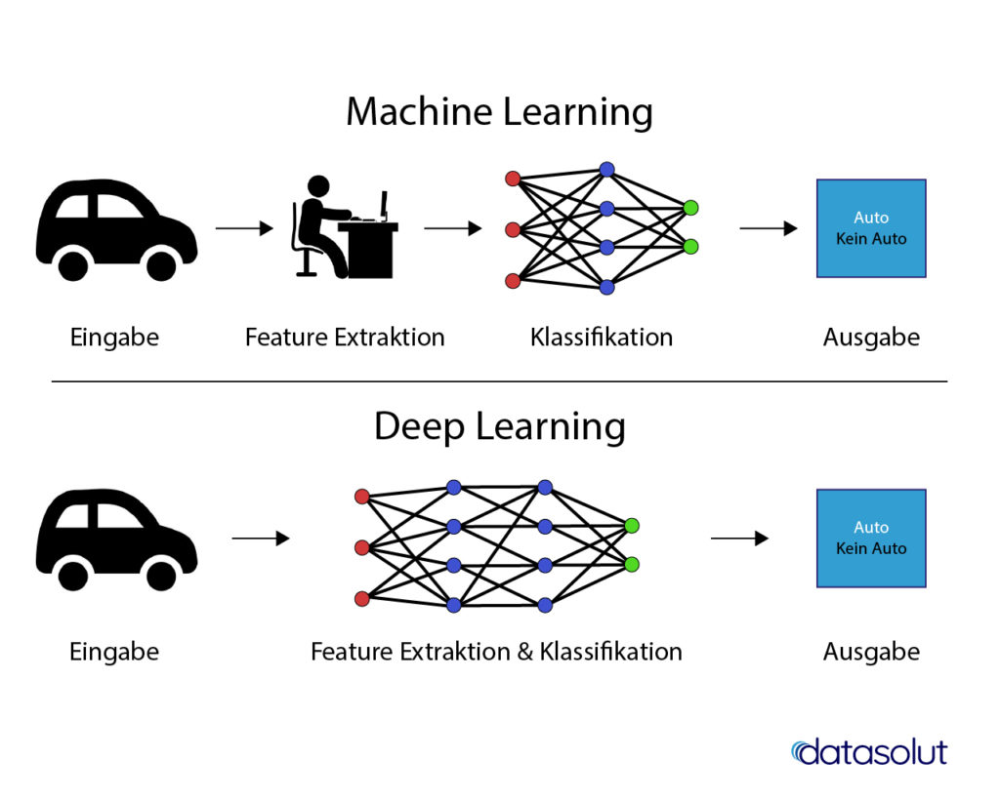 Machine Learning
Auto
Kein Auto
Eingabe
Feature Extraktion
Klassifikation
Ausgabe
Deep Learning
Auto
Kein Auto
Eingabe
Feature Extraktion & Klassifikation
Ausgabe
datasolut